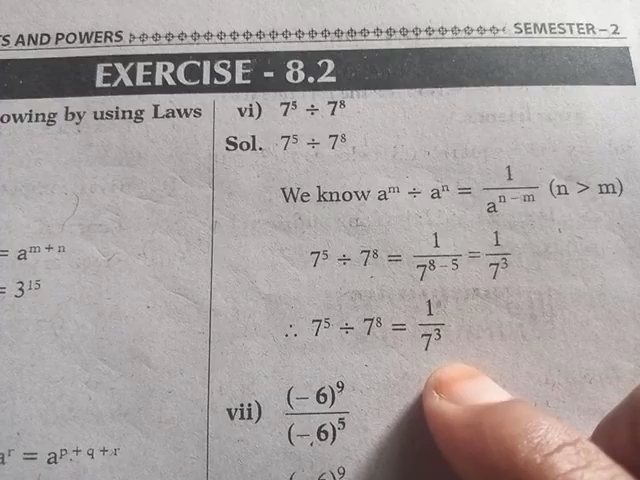 S AND POWERS SEMESTER – 2
EXERCISE - 8.2
owing by using Laws
= aᵐ ⁺ ⁿ
= 3¹⁵
aʳ = aᵖ ⁺ q ⁺ ʳ
vi) 7⁵ ÷ 7⁸
Sol. 7⁵ ÷ 7⁸
We know aᵐ ÷ aⁿ = 1/aⁿ ⁻ ᵐ (n > m)
7⁵ ÷ 7⁸ = 1/7⁸ ⁻ ⁵ = 1/7³
∴ 7⁵ ÷ 7⁸ = 1/7³
vii) (– 6)⁹/(– 6)⁵
(– 6)⁹